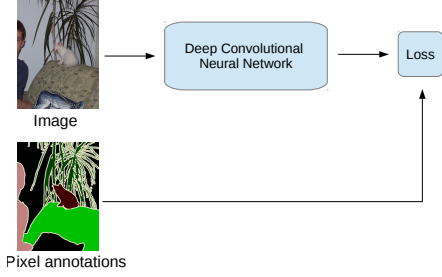 Deep Convolutional
Neural Network
Loss
Image
Pixel annotations